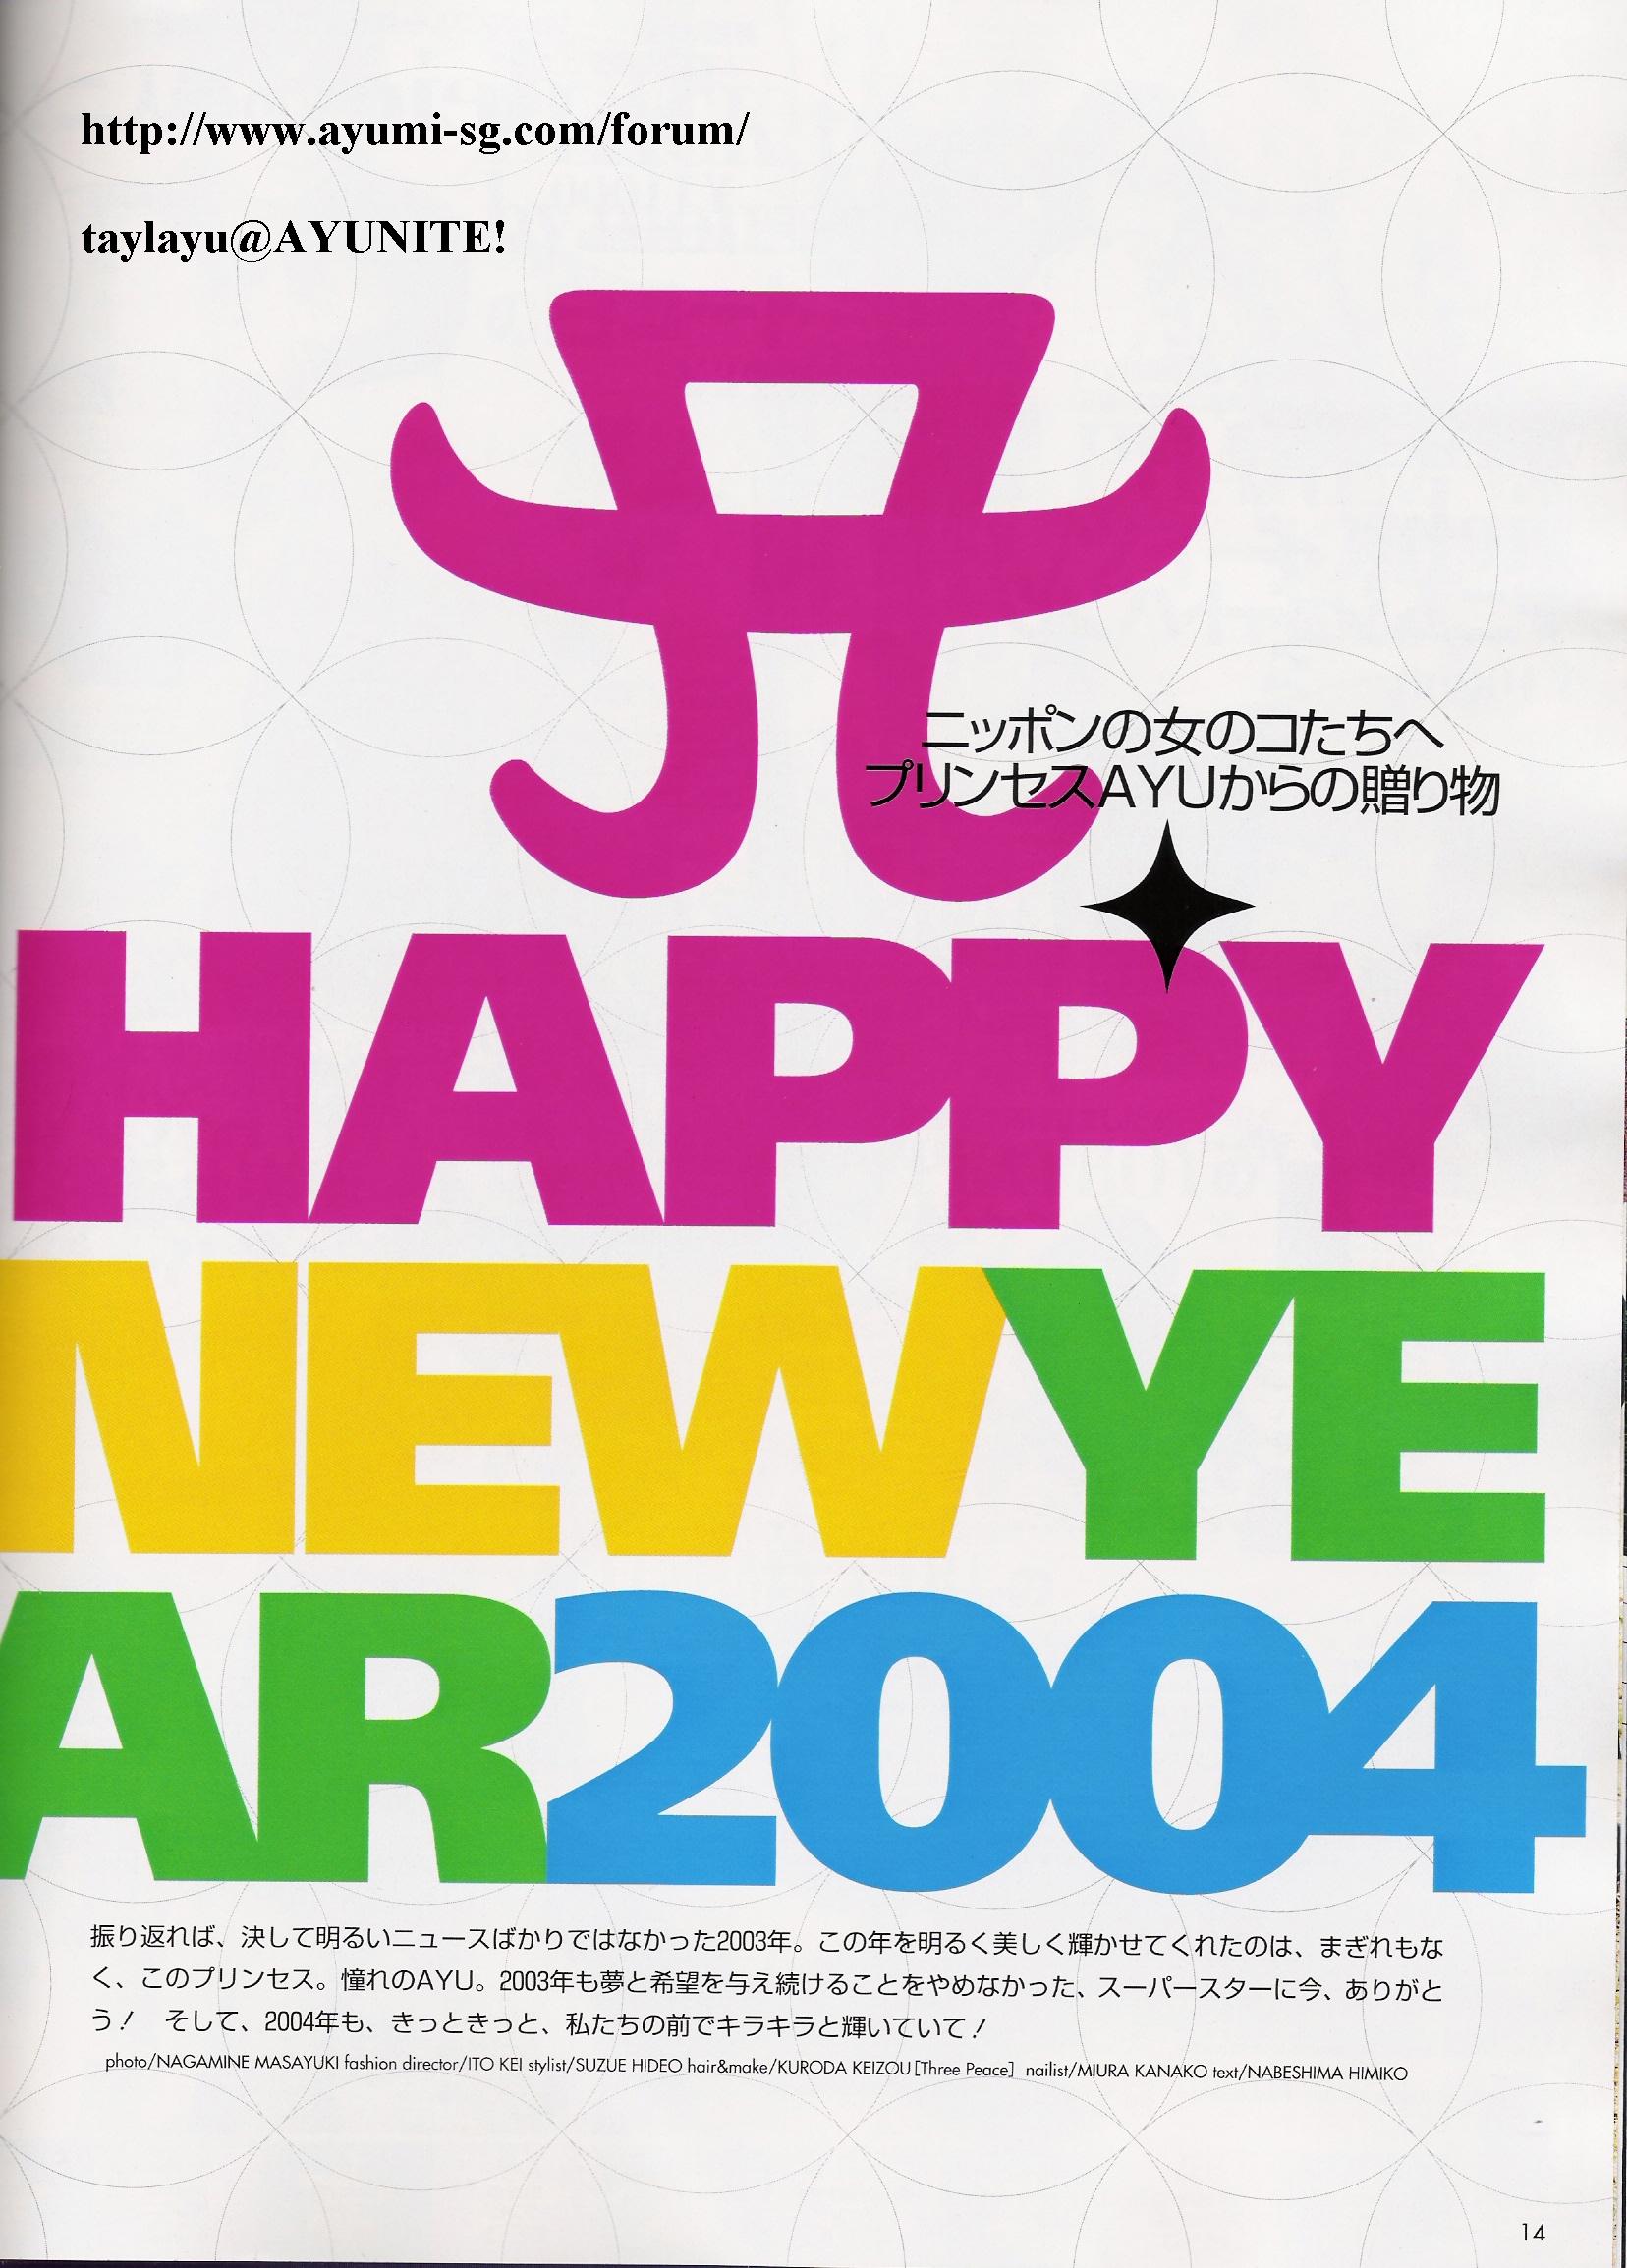 http://www.ayumi-sg.com/forum/
taylayu@AYUNITE!
ニッポンの女のコたちへ
プリンセスAYUからの贈り物
HAPPY
NEWYE
AR2004
振り返れば、決して明るいニュースばかりではなかった2003年。この年を明るく美しく輝かせてくれたのは、まぎれもな
く、このプリンセス。憧れのAYU。2003年も夢と希望を与え続けることをやめなかった、スーパースターに今、ありがと
う！　そして、2004年も、きっときっと、私たちの前でキラキラと輝いていて！
photo/NAGAMINE MASAYUKI fashion director/ITO KEI stylist/SUZUE HIDEO hair&make/KURODA KEIZOU［Three Peace］ nailist/MIURA KANAKO text/NABESHIMA HIMIKO
14